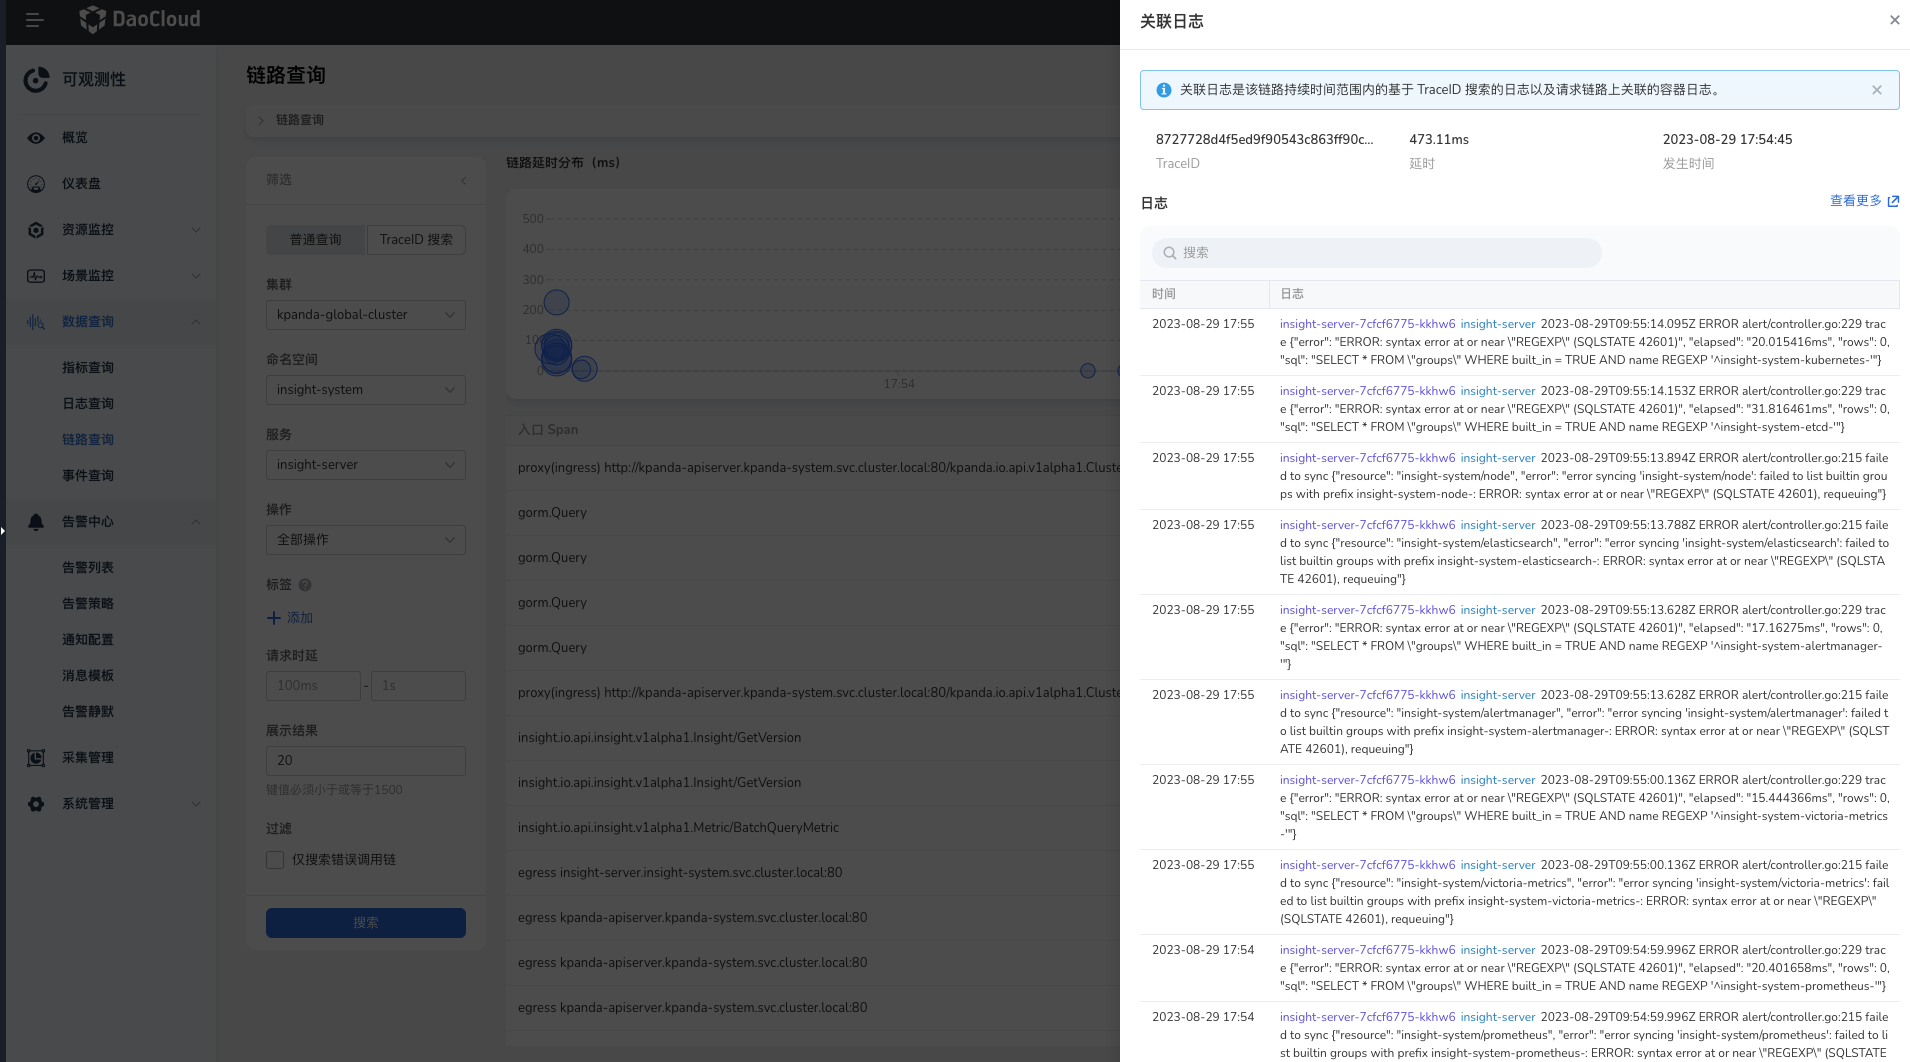 DaoCloud
可观测性
概览
仪表盘
资源监控
场景监控
数据查询
指标查询
日志查询
链路查询
事件查询
告警中心
告警列表
告警策略
通知配置
消息模板
告警静默
采集管理
系统管理
链路查询
链路查询
筛选
普通查询
TraceID 搜索
集群
kpanda-global-cluster
命名空间
insight-system
服务
insight-server
操作
全部操作
标签
添加
请求时延
100ms
-
1s
展示结果
20
键值必须小于或等于1500
过滤
仅搜索错误调用链
搜索
链路延时分布（ms）
500
400
300
200
100
0
17:54
入口 Span
proxy(ingress) http://kpanda-apiserver.kpanda-system.svc.cluster.local:80/kpanda.io.api.v1alpha1.Cluste
gorm.Query
gorm.Query
gorm.Query
gorm.Query
proxy(ingress) http://kpanda-apiserver.kpanda-system.svc.cluster.local:80/kpanda.io.api.v1alpha1.Cluste
insight.io.api.insight.v1alpha1.Insight/GetVersion
insight.io.api.insight.v1alpha1.Insight/GetVersion
insight.io.api.insight.v1alpha1.Metric/BatchQueryMetric
egress insight-server.insight-system.svc.cluster.local:80
egress kpanda-apiserver.kpanda-system.svc.cluster.local:80
egress kpanda-apiserver.kpanda-system.svc.cluster.local:80
egress kpanda-apiserver.kpanda-system.svc.cluster.local:80
关联日志
关联日志是该链路持续时间范围内的基于 TraceID 搜索的日志以及请求链路上关联的容器日志。
8727728d4f5ed9f90543c863ff90c...
TraceID
473.11ms
延时
2023-08-29 17:54:45
发生时间
日志
查看更多
搜索
时间
日志
2023-08-29 17:55
insight-server-7cfcf6775-kkhw6 insight-server 2023-08-29T09:55:14.095Z ERROR alert/controller.go:229 trac
e {"error": "ERROR: syntax error at or near \"REGEXP\" (SQLSTATE 42601)", "elapsed": "20.015416ms", "rows": 0,
"sql": "SELECT * FROM \"groups\" WHERE built_in = TRUE AND name REGEXP '^insight-system-kubernetes-'"}
2023-08-29 17:55
insight-server-7cfcf6775-kkhw6 insight-server 2023-08-29T09:55:14.153Z ERROR alert/controller.go:229 trac
e {"error": "ERROR: syntax error at or near \"REGEXP\" (SQLSTATE 42601)", "elapsed": "31.816461ms", "rows": 0,
"sql": "SELECT * FROM \"groups\" WHERE built_in = TRUE AND name REGEXP '^insight-system-etcd-'"}
2023-08-29 17:55
insight-server-7cfcf6775-kkhw6 insight-server 2023-08-29T09:55:13.894Z ERROR alert/controller.go:215 faile
d to sync {"resource": "insight-system/node", "error": "error syncing 'insight-system/node': failed to list builtin grou
ps with prefix insight-system-node-: ERROR: syntax error at or near \"REGEXP\" (SQLSTATE 42601), requeuing"}
2023-08-29 17:55
insight-server-7cfcf6775-kkhw6 insight-server 2023-08-29T09:55:13.788Z ERROR alert/controller.go:215 faile
d to sync {"resource": "insight-system/elasticsearch", "error": "error syncing 'insight-system/elasticsearch': failed to
list builtin groups with prefix insight-system-elasticsearch-: ERROR: syntax error at or near \"REGEXP\" (SQLSTA
TE 42601), requeuing"}
2023-08-29 17:55
insight-server-7cfcf6775-kkhw6 insight-server 2023-08-29T09:55:13.628Z ERROR alert/controller.go:229 trac
e {"error": "ERROR: syntax error at or near \"REGEXP\" (SQLSTATE 42601)", "elapsed": "17.16275ms", "rows": 0,
"sql": "SELECT * FROM \"groups\" WHERE built_in = TRUE AND name REGEXP '^insight-system-alertmanager-
'"}
2023-08-29 17:55
insight-server-7cfcf6775-kkhw6 insight-server 2023-08-29T09:55:13.628Z ERROR alert/controller.go:215 faile
d to sync {"resource": "insight-system/alertmanager", "error": "error syncing 'insight-system/alertmanager': failed t
o list builtin groups with prefix insight-system-alertmanager-: ERROR: syntax error at or near \"REGEXP\" (SQLST
ATE 42601), requeuing"}
2023-08-29 17:55
insight-server-7cfcf6775-kkhw6 insight-server 2023-08-29T09:55:00.136Z ERROR alert/controller.go:229 trac
e {"error": "ERROR: syntax error at or near \"REGEXP\" (SQLSTATE 42601)", "elapsed": "15.444366ms", "rows": 0,
"sql": "SELECT * FROM \"groups\" WHERE built_in = TRUE AND name REGEXP '^insight-system-victoria-metrics
-'"}
2023-08-29 17:55
insight-server-7cfcf6775-kkhw6 insight-server 2023-08-29T09:55:00.136Z ERROR alert/controller.go:215 faile
d to sync {"resource": "insight-system/victoria-metrics", "error": "error syncing 'insight-system/victoria-metrics': fail
ed to list builtin groups with prefix insight-system-victoria-metrics-: ERROR: syntax error at or near \"REGEXP\"
(SQLSTATE 42601), requeuing"}
2023-08-29 17:54
insight-server-7cfcf6775-kkhw6 insight-server 2023-08-29T09:54:59.996Z ERROR alert/controller.go:229 trac
e {"error": "ERROR: syntax error at or near \"REGEXP\" (SQLSTATE 42601)", "elapsed": "20.401658ms", "rows": 0,
"sql": "SELECT * FROM \"groups\" WHERE built_in = TRUE AND name REGEXP '^insight-system-prometheus-'"}
2023-08-29 17:54
insight-server-7cfcf6775-kkhw6 insight-server 2023-08-29T09:54:59.996Z ERROR alert/controller.go:215 faile
d to sync {"resource": "insight-system/prometheus", "error": "error syncing 'insight-system/prometheus': failed to li
st builtin groups with prefix insight-system-prometheus-: ERROR: syntax error at or near \"REGEXP\" (SQLSTATE